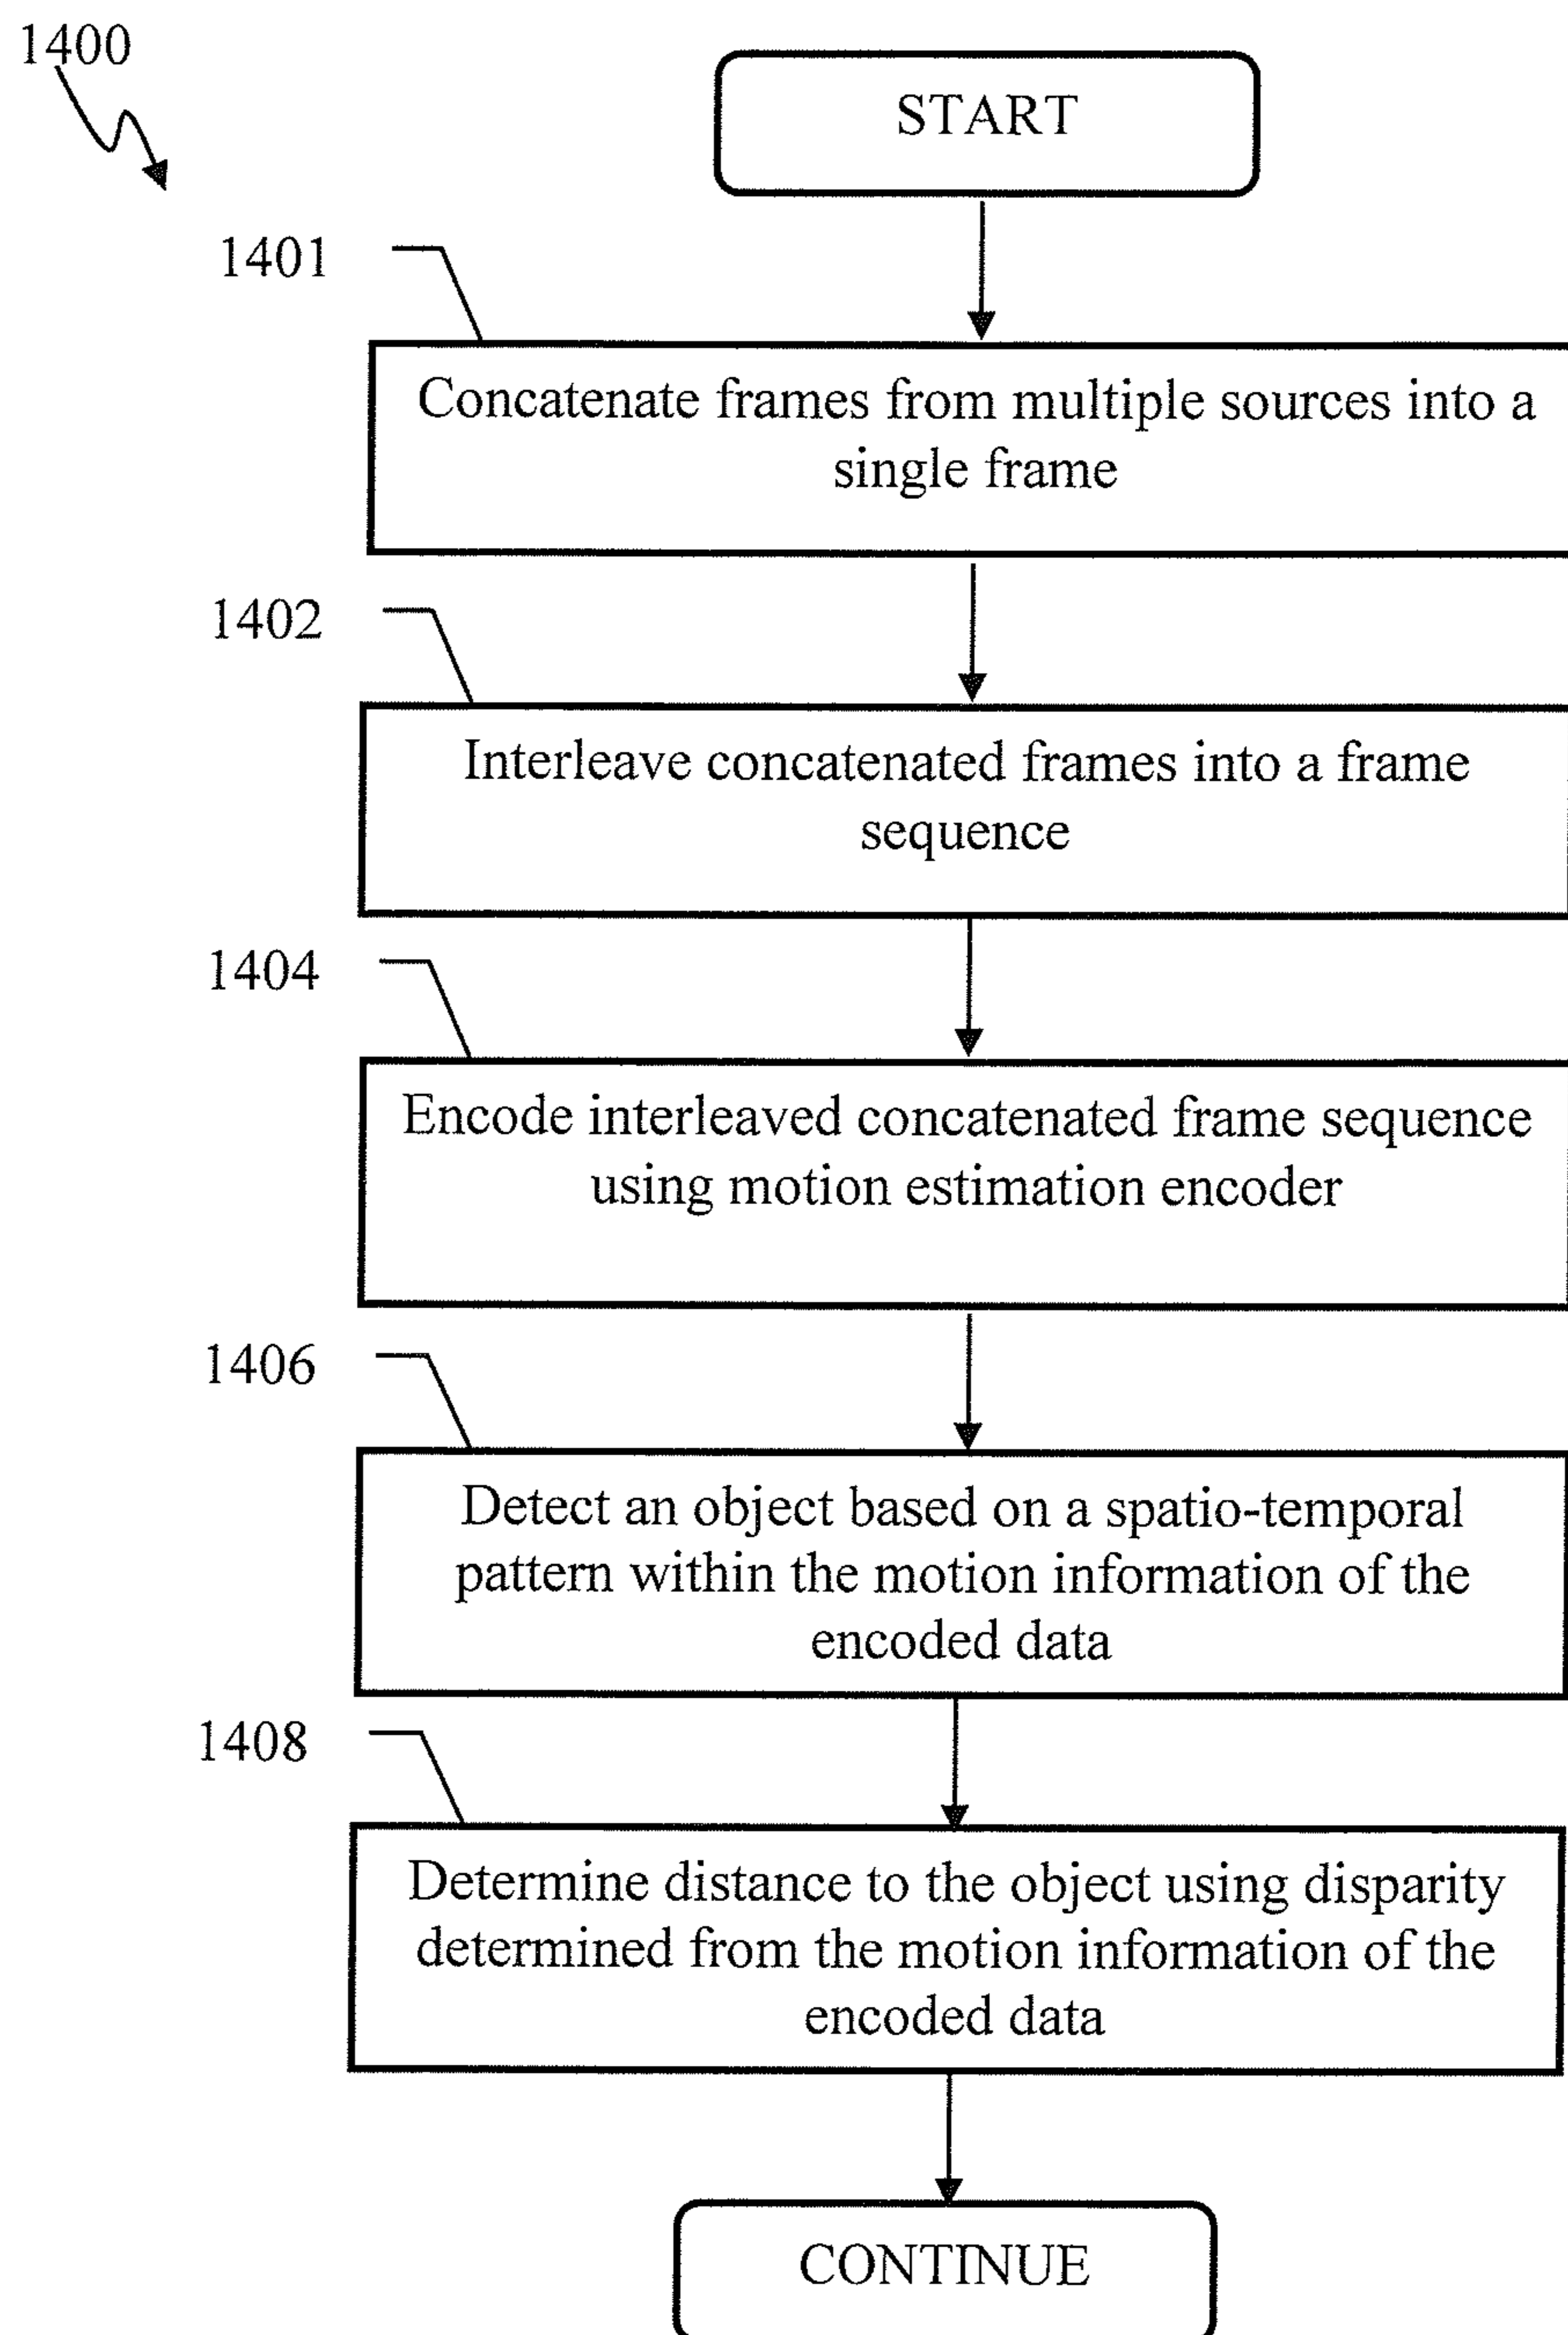 1400
START
1401
Concatenate frames from multiple sources into a
single frame
1402
Interleave concatenated frames into a frame
sequence
1404
Encode interleaved concatenated frame sequence
using motion estimation encoder
1406
Detect an object based on a spatio-temporal
pattern within the motion information of the
encoded data
1408
Determine distance to the object using disparity
determined from the motion information of the
encoded data
CONTINUE